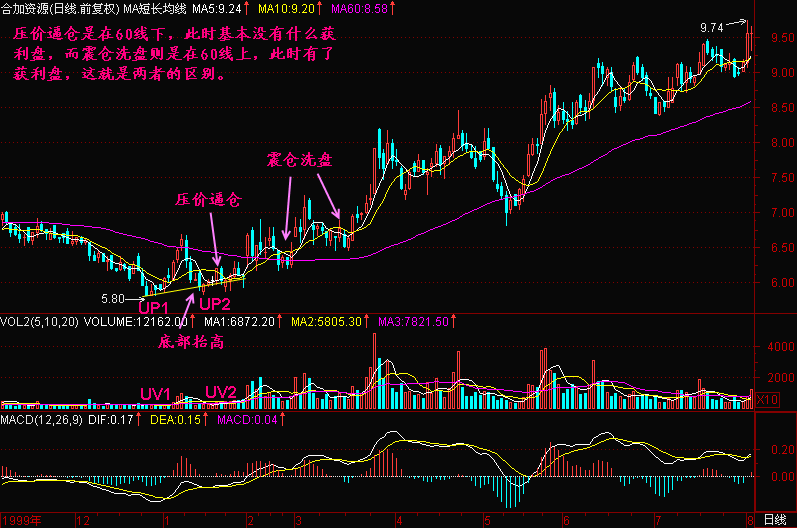 合加资源(日线.前复权) MA短长均线 MA5:9.24↑ MA10:9.20↑ MA60:8.58↑
压价逼仓是在60线下，此时基本没有什么获
利盘，而震仓洗盘则是在60线上，此时有了
获利盘，这就是两者的区别。
9.74
9.50
9.00
8.50
8.00
震仓洗盘
7.50
压价逼仓
7.00
6.50
6.00
5.80
UP1
UP2
VOL2(5,10,20) VOLUME:12162.00↑ MA1:6872.20↑ MA2:5805.30↑ MA3:7821.50↑
底部抬高
4000
2000
UV1
UV2
X10
MACD(12,26,9) DIF:0.17↑ DEA:0.15↑ MACD:0.04↑
0.20
0.00
1999年 12 1 2 3 4 5 6 7 8 日线